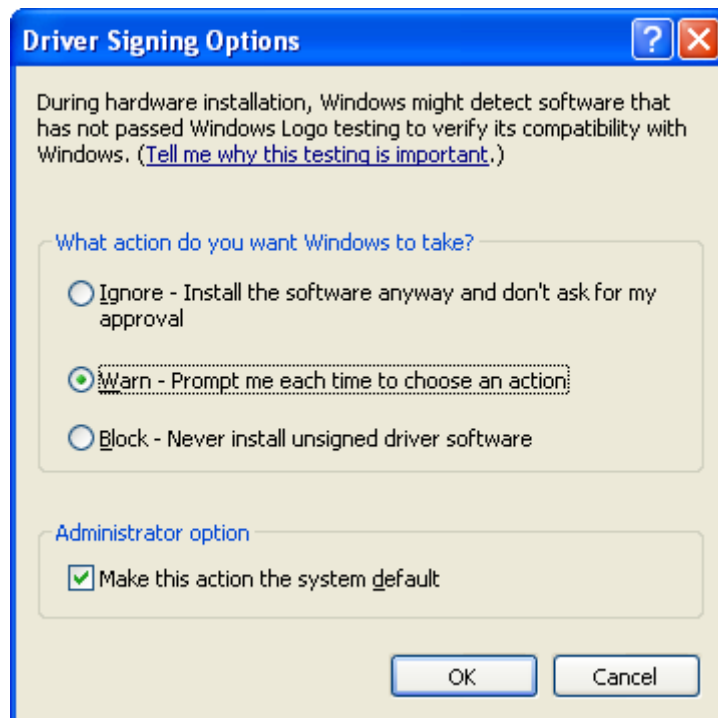 Driver Signing Options
During hardware installation, Windows might detect software that
has not passed Windows Logo testing to verify its compatibility with
Windows. (Tell me why this testing is important.)
What action do you want Windows to take?
Ignore - Install the software anyway and don't ask for my
approval
Warn - Prompt me each time to choose an action
Block - Never install unsigned driver software
Administrator option
Make this action the system default
OK Cancel